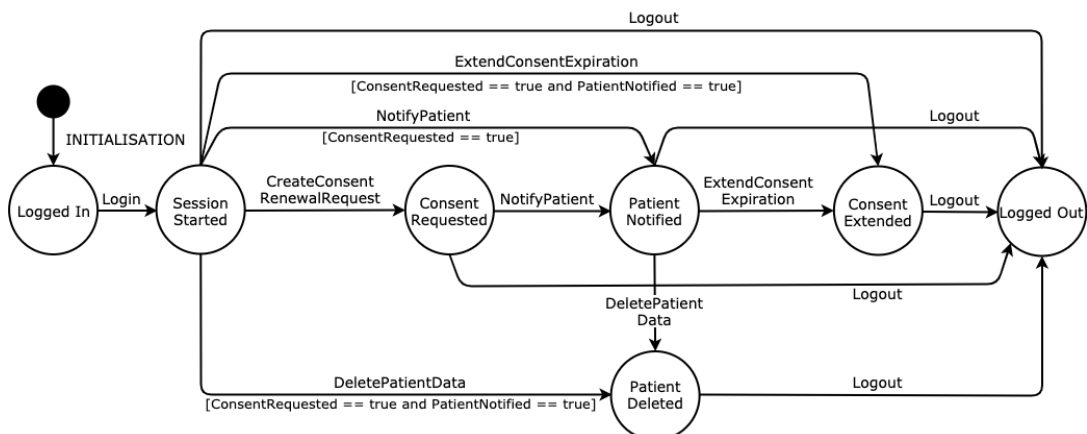 Logout
ExtendConsentExpiration
[ConsentRequested == true and PatientNotified == true]
NotifyPatient
[ConsentRequested == true]
Logout
INITIALISATION
Logged In
Login
Session
Started
CreateConsent
RenewalRequest
Consent
Requested
NotifyPatient
Patient
Notified
ExtendConsent
Expiration
Consent
Extended
Logout
Logged Out
Logout
DeletePatient
Data
DeletePatientData
[ConsentRequested == true and PatientNotified == true]
Patient
Deleted
Logout